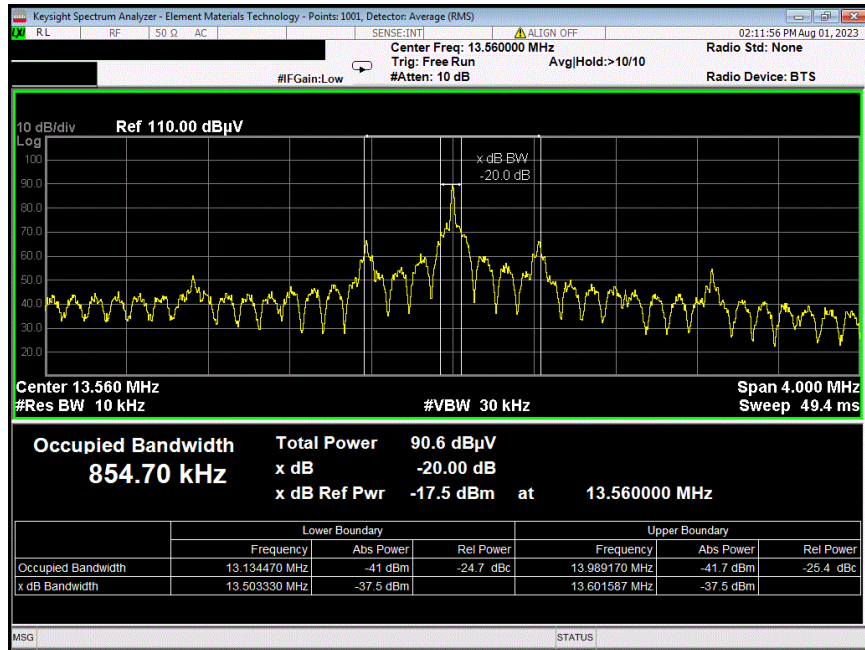 Keysight Spectrum Analyzer - Element Materials Technology - Points: 1001, Detector: Average (RMS)
LXI RL RF 50 Ω AC SENSE:INT ALIGN OFF 02:11:56 PM Aug 01, 2023
Center Freq: 13.560000 MHz Radio Std: None
Trig: Free Run Avg|Hold:>10/10
#IFGain:Low #Atten: 10 dB Radio Device: BTS
10 dB/div Ref 110.00 dBµV
Log
100
x dB BW
-20.0 dB
90.0
80.0
70.0
60.0
50.0
40.0
30.0
20.0
Center 13.560 MHz Span 4.000 MHz
#Res BW 10 kHz #VBW 30 kHz Sweep 49.4 ms
Occupied Bandwidth Total Power 90.6 dBµV
854.70 kHz x dB -20.00 dB
x dB Ref Pwr -17.5 dBm at 13.560000 MHz
Lower Boundary Upper Boundary
Frequency Abs Power Rel Power Frequency Abs Power Rel Power
Occupied Bandwidth 13.134470 MHz -41 dBm -24.7 dBc 13.989170 MHz -41.7 dBm -25.4 dBc
x dB Bandwidth 13.503330 MHz -37.5 dBm 13.601587 MHz -37.5 dBm
MSG STATUS